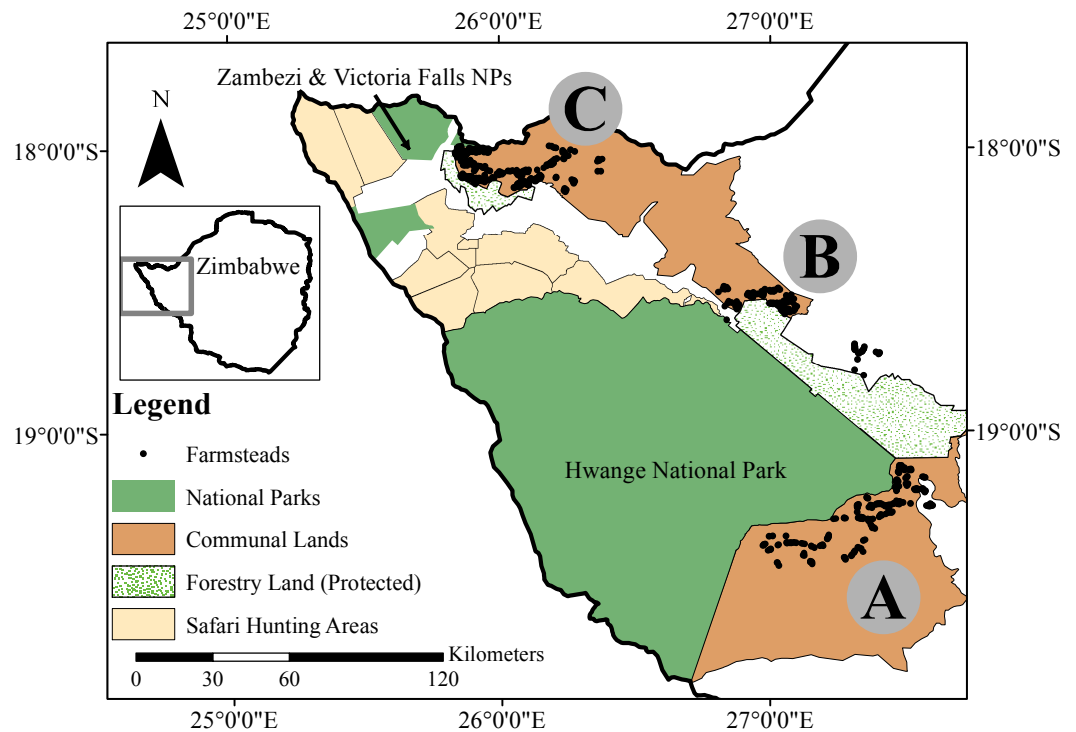 25°0'0"E 26°0'0"E 27°0'0"E
Zambezi & Victoria Falls NPs
N
C
18°0'0"S 18°0'0"S
B
Zimbabwe
Legend
19°0'0"S 19°0'0"S
Farmsteads
Hwange National Park
National Parks
Communal Lands
Forestry Land (Protected)
A
Safari Hunting Areas
Kilometers
0 30 60 120
25°0'0"E 26°0'0"E 27°0'0"E